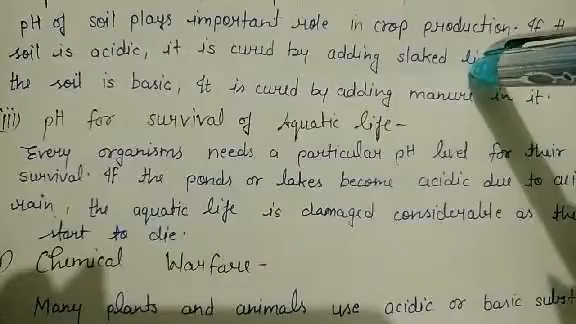 pH of soil plays important role in crop production. If
soil is acidic, it is cured by adding slaked
the soil is basic, It is cured by adding manure in it.
(iii) pH for survival of Aquatic life-
Every organisms needs a particular pH level for their
survival. If the ponds or lakes become acidic due to
rain, the aquatic life is damaged considerable as
start to die.
Chemical Warfare-
Many plants and animals use acidic or basic